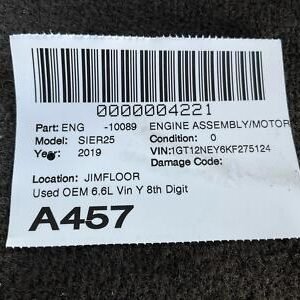 0000004221
Part: ENG -10089 ENGINE ASSEMBLY/MOTOR
Model: SIER25 Condition: 0
Year: 2019 VIN:1GT12NEY6KF275124
Damage Code:
Location: JIMFLOOR
Used OEM 6.6L Vin Y 8th Digit
A457